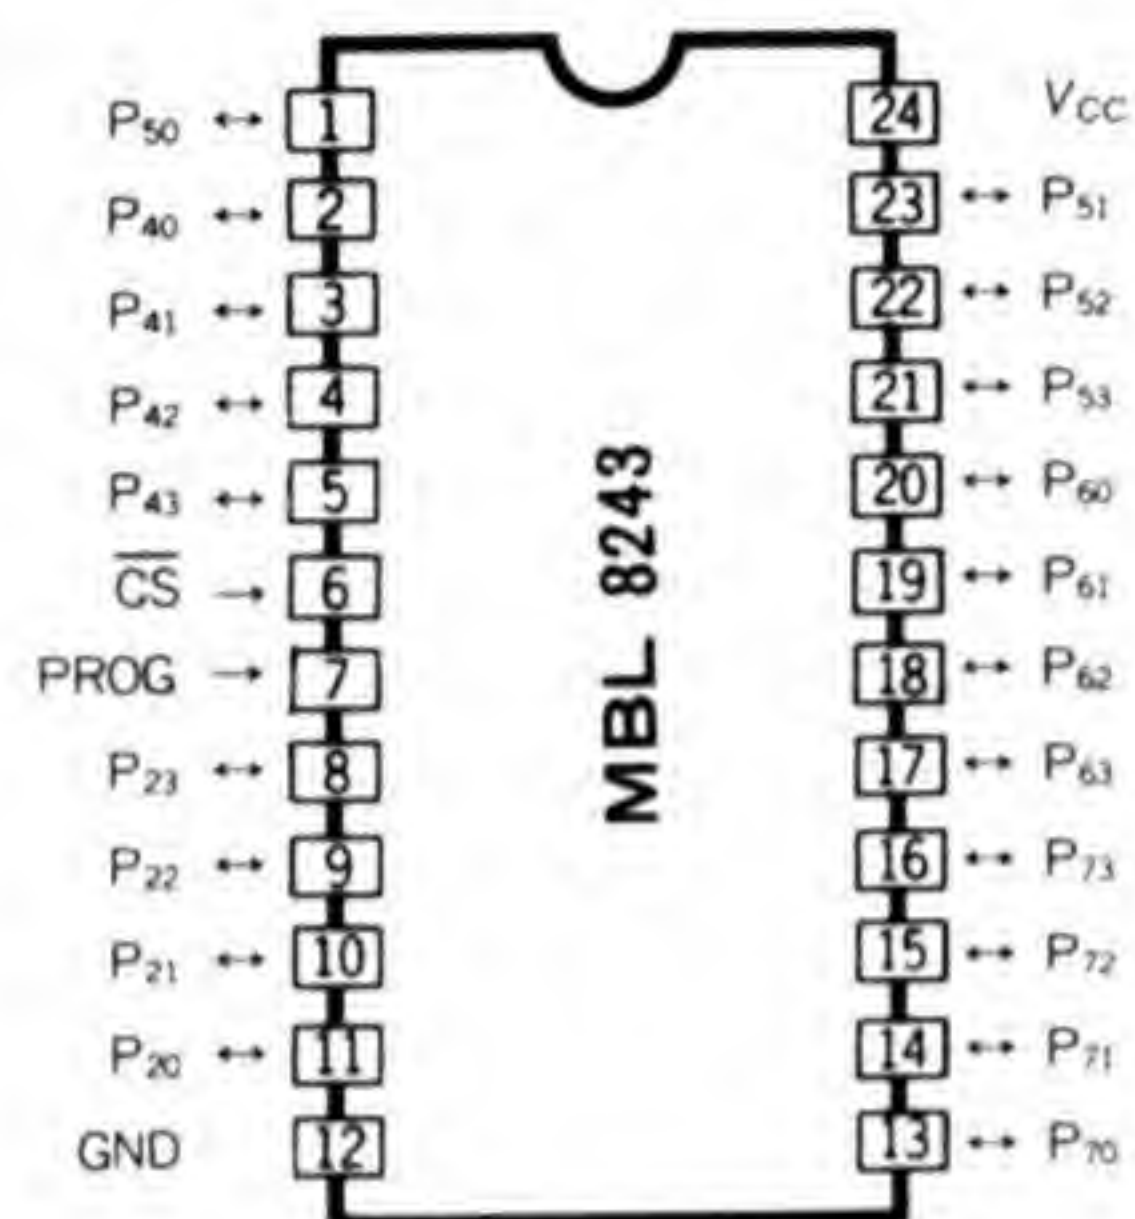 P50 ↔ 1
P40 ↔ 2
P41 ↔ 3
P42 ↔ 4
P43 ↔ 5
C̅S̅ → 6
PROG → 7
P23 ↔ 8
P22 ↔ 9
P21 ↔ 10
P20 ↔ 11
GND 12
MBL 8243
24 VCC
23 ↔ P51
22 ↔ P52
21 ↔ P53
20 ↔ P60
19 ↔ P61
18 ↔ P62
17 ↔ P63
16 ↔ P73
15 ↔ P72
14 ↔ P71
13 ↔ P70